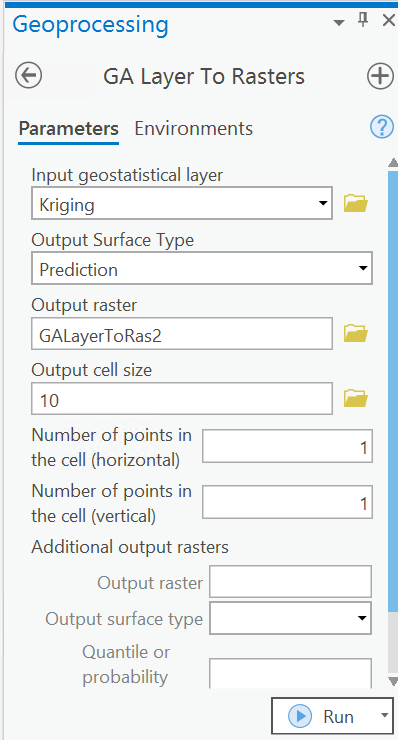 Geoprocessing
GA Layer To Rasters
Parameters Environments
?
Input geostatistical layer
Kriging
Output Surface Type
Prediction
Output raster
GALayerToRas2
Output cell size
10
Number of points in
the cell (horizontal)
1
Number of points in
the cell (vertical)
1
Additional output rasters
Output raster
Output surface type
Quantile or
probability
Run